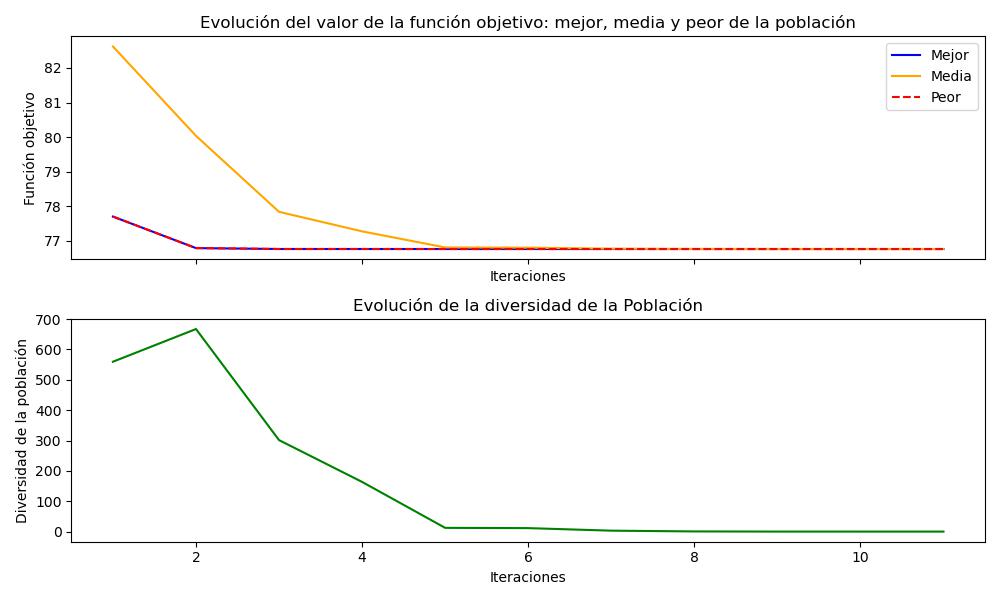 Evolución del valor de la función objetivo: mejor, media y peor de la población
Función objetivo
82
81
80
79
78
77
Mejor
Media
Peor
Iteraciones
Evolución de la diversidad de la Población
Diversidad de la población
700
600
500
400
300
200
100
0
2
4
6
8
10
Iteraciones